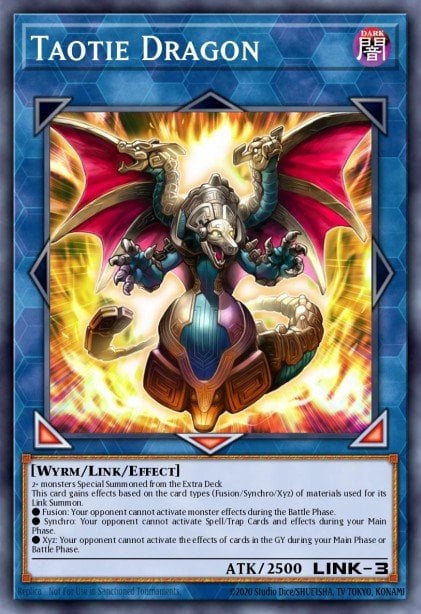 Taotie Dragon
DARK
闇
[Wyrm/Link/Effect]
2+ monsters Special Summoned from the Extra Deck
This card gains effects based on the card types (Fusion/Synchro/Xyz) of materials used for its
Link Summon.
● Fusion: Your opponent cannot activate monster effects during the Battle Phase.
● Synchro: Your opponent cannot activate Spell/Trap Cards and effects during your Main
Phase.
● Xyz: Your opponent cannot activate the effects of cards in the GY during your Main Phase or
Battle Phase.
ATK/2500 LINK-3
Replica - Not For Use in Sanctioned Tornaments. ©2020 Studio Dice/SHUEISHA, TV TOKYO, KONAMI